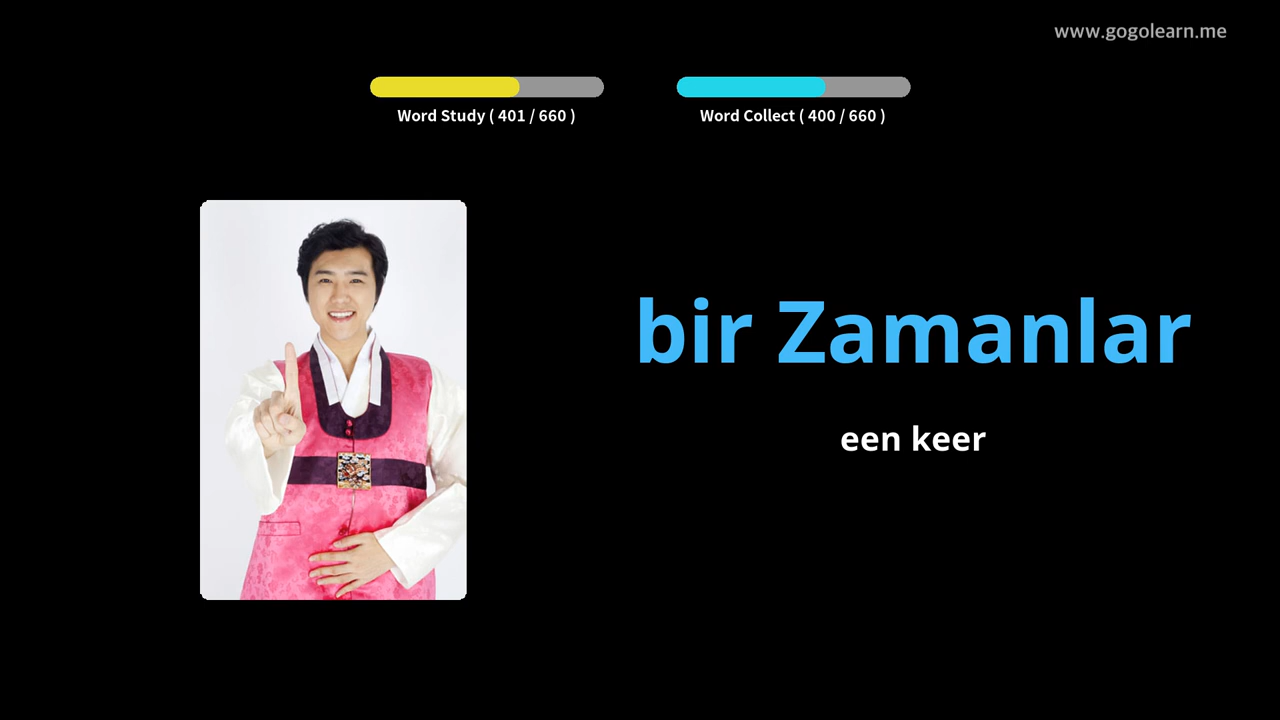 www.gogolearn.me
Word Study ( 401 / 660 )
Word Collect ( 400 / 660 )
bir Zamanlar
een keer